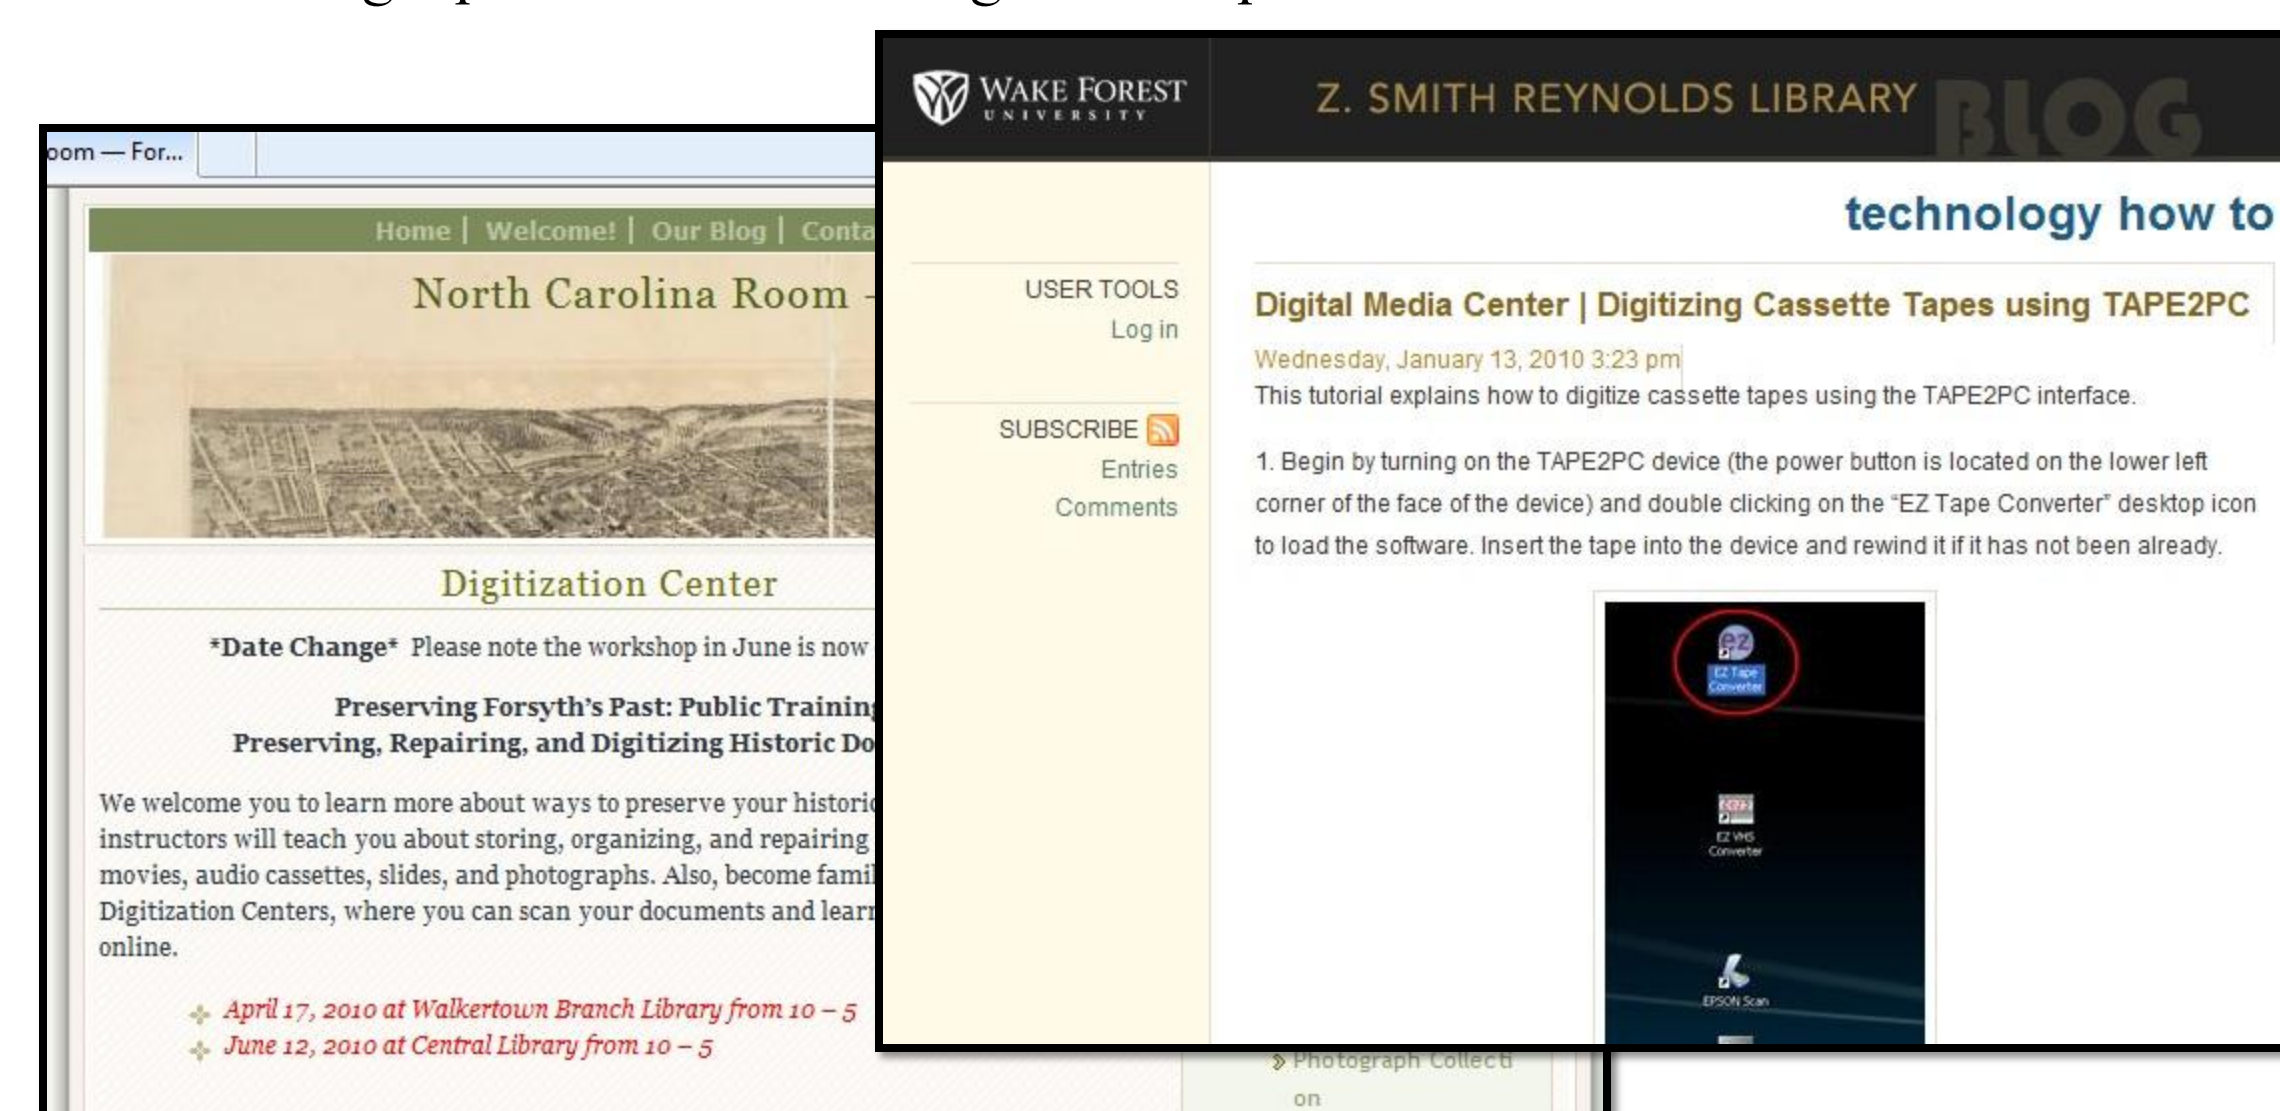 oom — For...
Home | Welcome! | Our Blog | Conta
North Carolina Room -
Digitization Center
*Date Change* Please note the workshop in June is now
Preserving Forsyth's Past: Public Training
Preserving, Repairing, and Digitizing Historic Do
We welcome you to learn more about ways to preserve your historic
instructors will teach you about storing, organizing, and repairing
movies, audio cassettes, slides, and photographs. Also, become famil
Digitization Centers, where you can scan your documents and learn
online.
April 17, 2010 at Walkertown Branch Library from 10 – 5
June 12, 2010 at Central Library from 10 – 5
Photograph Collecti
on
WAKE FOREST
UNIVERSITY
Z. SMITH REYNOLDS LIBRARY BLOG
technology how to
USER TOOLS
Log in
SUBSCRIBE
Entries
Comments
Digital Media Center | Digitizing Cassette Tapes using TAPE2PC
Wednesday, January 13, 2010 3:23 pm
This tutorial explains how to digitize cassette tapes using the TAPE2PC interface.
1. Begin by turning on the TAPE2PC device (the power button is located on the lower left
corner of the face of the device) and double clicking on the “EZ Tape Converter” desktop icon
to load the software. Insert the tape into the device and rewind it if it has not been already.
ez
EZ Tape
Converter
EZ VHS
Converter
EPSON Scan